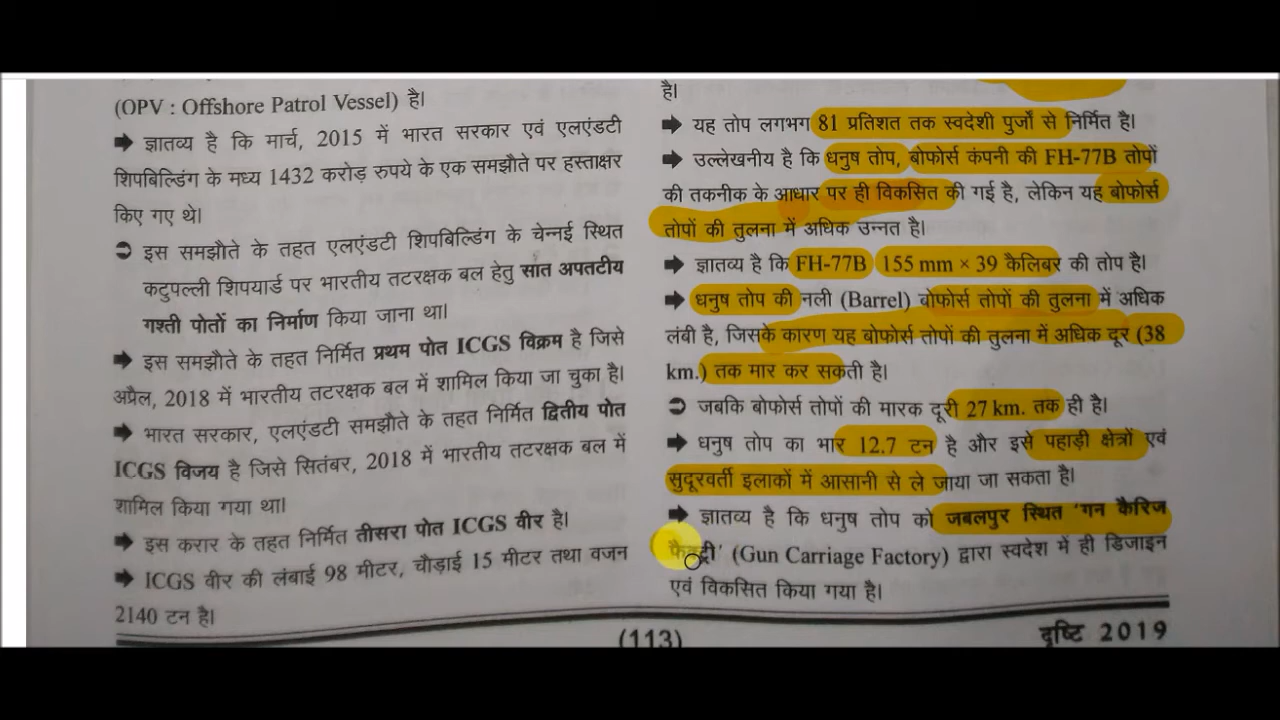 (OPV : Offshore Patrol Vessel) है।
➡ ज्ञातव्य है कि मार्च, 2015 में भारत सरकार एवं एलएंडटी
शिपबिल्डिंग के मध्य 1432 करोड़ रुपये के एक समझौते पर हस्ताक्षर
किए गए थे।
➲ इस समझौते के तहत एलएंडटी शिपबिल्डिंग के चेन्नई स्थित
कटुपल्ली शिपयार्ड पर भारतीय तटरक्षक बल हेतु सात अपतटीय
गश्ती पोतों का निर्माण किया जाना था।
➡ इस समझौते के तहत निर्मित प्रथम पोत ICGS विक्रम है जिसे
अप्रैल, 2018 में भारतीय तटरक्षक बल में शामिल किया जा चुका है।
➡ भारत सरकार, एलएंडटी समझौते के तहत निर्मित द्वितीय पोत
ICGS विजय है जिसे सितंबर, 2018 में भारतीय तटरक्षक बल में
शामिल किया गया था।
➡ इस करार के तहत निर्मित तीसरा पोत ICGS वीर है।
➡ ICGS वीर की लंबाई 98 मीटर, चौड़ाई 15 मीटर तथा वजन
2140 टन है।
है।
➡ यह तोप लगभग 81 प्रतिशत तक स्वदेशी पुर्जों से निर्मित है।
➡ उल्लेखनीय है कि धनुष तोप, बोफोर्स कंपनी की FH-77B तोपों
की तकनीक के आधार पर ही विकसित की गई है, लेकिन यह बोफोर्स
तोपों की तुलना में अधिक उन्नत है।
➡ ज्ञातव्य है कि FH-77B 155 mm × 39 कैलिबर की तोप है।
➡ धनुष तोप की नली (Barrel) बोफोर्स तोपों की तुलना में अधिक
लंबी है, जिसके कारण यह बोफोर्स तोपों की तुलना में अधिक दूर (38
km.) तक मार कर सकती है।
➲ जबकि बोफोर्स तोपों की मारक दूरी 27 km. तक ही है।
➡ धनुष तोप का भार 12.7 टन है और इसे पहाड़ी क्षेत्रों एवं
सुदूरवर्ती इलाकों में आसानी से ले जाया जा सकता है।
➡ ज्ञातव्य है कि धनुष तोप को जबलपुर स्थित 'गन कैरिज
फैक्ट्री' (Gun Carriage Factory) द्वारा स्वदेश में ही डिजाइन
एवं विकसित किया गया है।
(113)
दृष्टि 2019